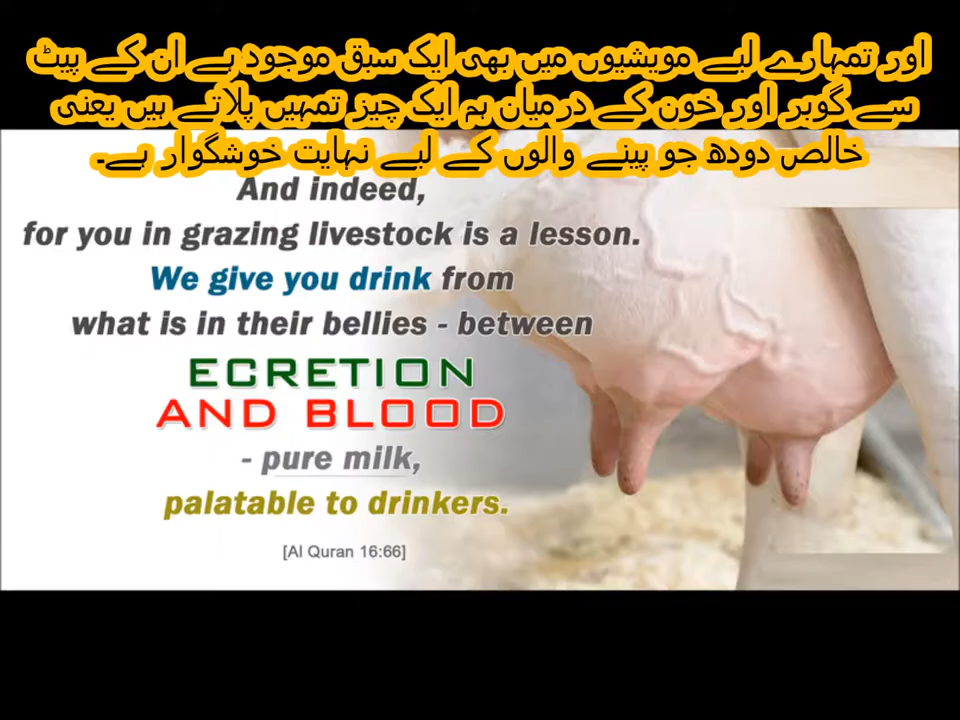 اور تمہارے لیے مویشیوں میں بھی ایک سبق موجود ہے ان کے پیٹ
سے گوبر اور خون کے درمیان ہم ایک چیز تمہیں پلاتے ہیں یعنی
خالص دودھ جو پینے والوں کے لیے نہایت خوشگوار ہے۔
And indeed,
for you in grazing livestock is a lesson.
We give you drink from
what is in their bellies - between
ECRETION
AND BLOOD
- pure milk,
palatable to drinkers.
[Al Quran 16:66]